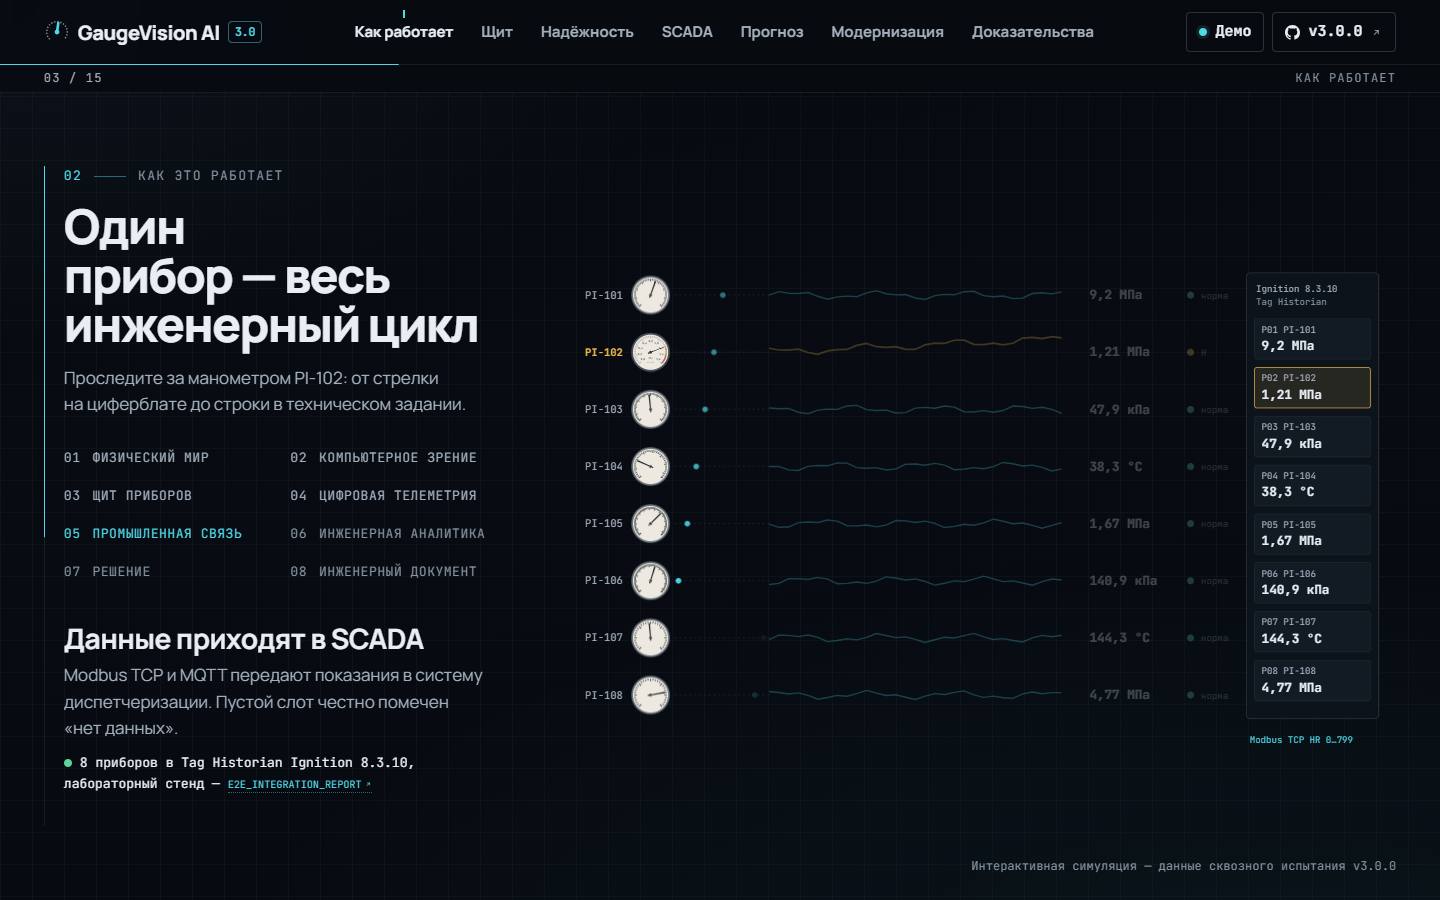 GaugeVision AI 3.0
Как работает
Щит
Надёжность
SCADA
Прогноз
Модернизация
Доказательства
Демо
v3.0.0 ↗
03 / 15
КАК РАБОТАЕТ
02 КАК ЭТО РАБОТАЕТ
Один
прибор — весь
инженерный цикл
Проследите за манометром PI-102: от стрелки
на циферблате до строки в техническом задании.
01 ФИЗИЧЕСКИЙ МИР
02 КОМПЬЮТЕРНОЕ ЗРЕНИЕ
03 ЩИТ ПРИБОРОВ
04 ЦИФРОВАЯ ТЕЛЕМЕТРИЯ
05 ПРОМЫШЛЕННАЯ СВЯЗЬ
06 ИНЖЕНЕРНАЯ АНАЛИТИКА
07 РЕШЕНИЕ
08 ИНЖЕНЕРНЫЙ ДОКУМЕНТ
Данные приходят в SCADA
Modbus TCP и MQTT передают показания в систему
диспетчеризации. Пустой слот честно помечен
«нет данных».
8 приборов в Tag Historian Ignition 8.3.10,
лабораторный стенд — E2E_INTEGRATION_REPORT ↗
PI-101 9,2 МПа норма
PI-102 1,21 МПа
PI-103 47,9 кПа норма
PI-104 38,3 °C норма
PI-105 1,67 МПа норма
PI-106 140,9 кПа норма
PI-107 144,3 °C норма
PI-108 4,77 МПа норма
Ignition 8.3.10
Tag Historian
P01 PI-101
9,2 МПа
P02 PI-102
1,21 МПа
P03 PI-103
47,9 кПа
P04 PI-104
38,3 °C
P05 PI-105
1,67 МПа
P06 PI-106
140,9 кПа
P07 PI-107
144,3 °C
P08 PI-108
4,77 МПа
Modbus TCP HR 0…799
Интерактивная симуляция — данные сквозного испытания v3.0.0